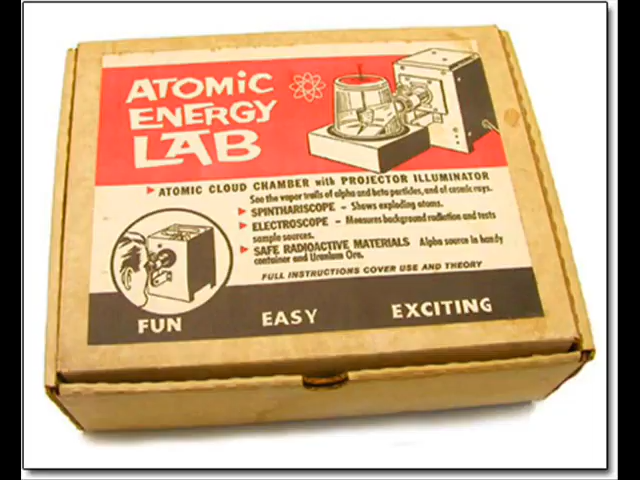 ATOMiC
ENERGY
LAB
ATOMIC CLOUD CHAMBER with PROJECTOR ILLUMINATOR
See the vapor trails of alpha and beta particles, and of cosmic rays.
SPINTHARISCOPE – Shows exploding atoms.
ELECTROSCOPE – Measures background radiation and tests
sample sources.
SAFE RADIOACTIVE MATERIALS Alpha source in handy
container and Uranium Ore.
FULL INSTRUCTIONS COVER USE AND THEORY
FUN EASY EXCITING